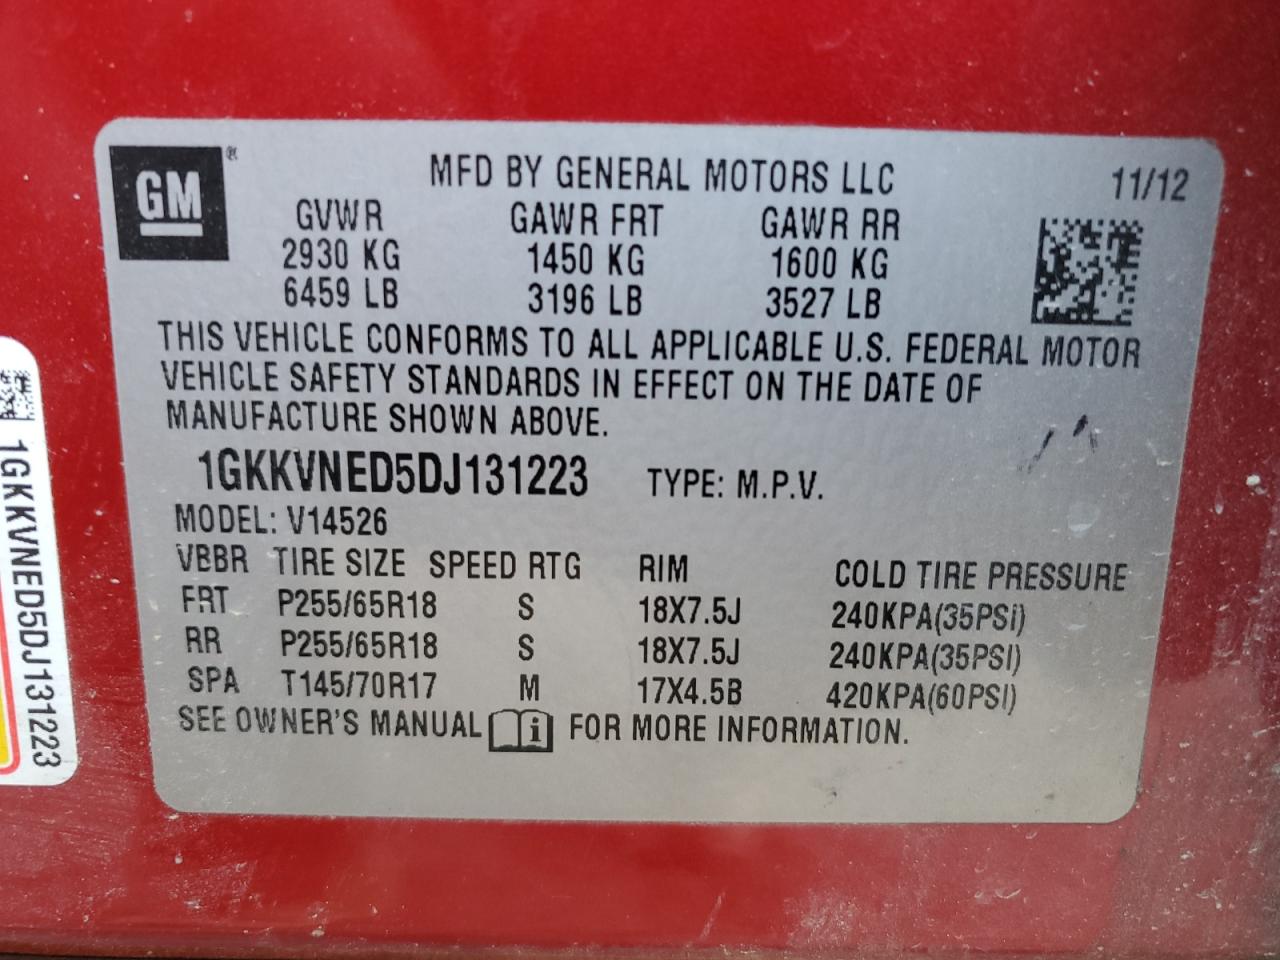 GM ®
MFD BY GENERAL MOTORS LLC 11/12
GVWR GAWR FRT GAWR RR
2930 KG 1450 KG 1600 KG
6459 LB 3196 LB 3527 LB
THIS VEHICLE CONFORMS TO ALL APPLICABLE U.S. FEDERAL MOTOR
VEHICLE SAFETY STANDARDS IN EFFECT ON THE DATE OF
MANUFACTURE SHOWN ABOVE.
1GKKVNED5DJ131223 TYPE: M.P.V.
MODEL: V14526
VBBR TIRE SIZE SPEED RTG RIM COLD TIRE PRESSURE
FRT P255/65R18 S 18X7.5J 240KPA(35PSI)
RR P255/65R18 S 18X7.5J 240KPA(35PSI)
SPA T145/70R17 M 17X4.5B 420KPA(60PSI)
SEE OWNER'S MANUAL i FOR MORE INFORMATION.
1GKKVNED5DJ131223